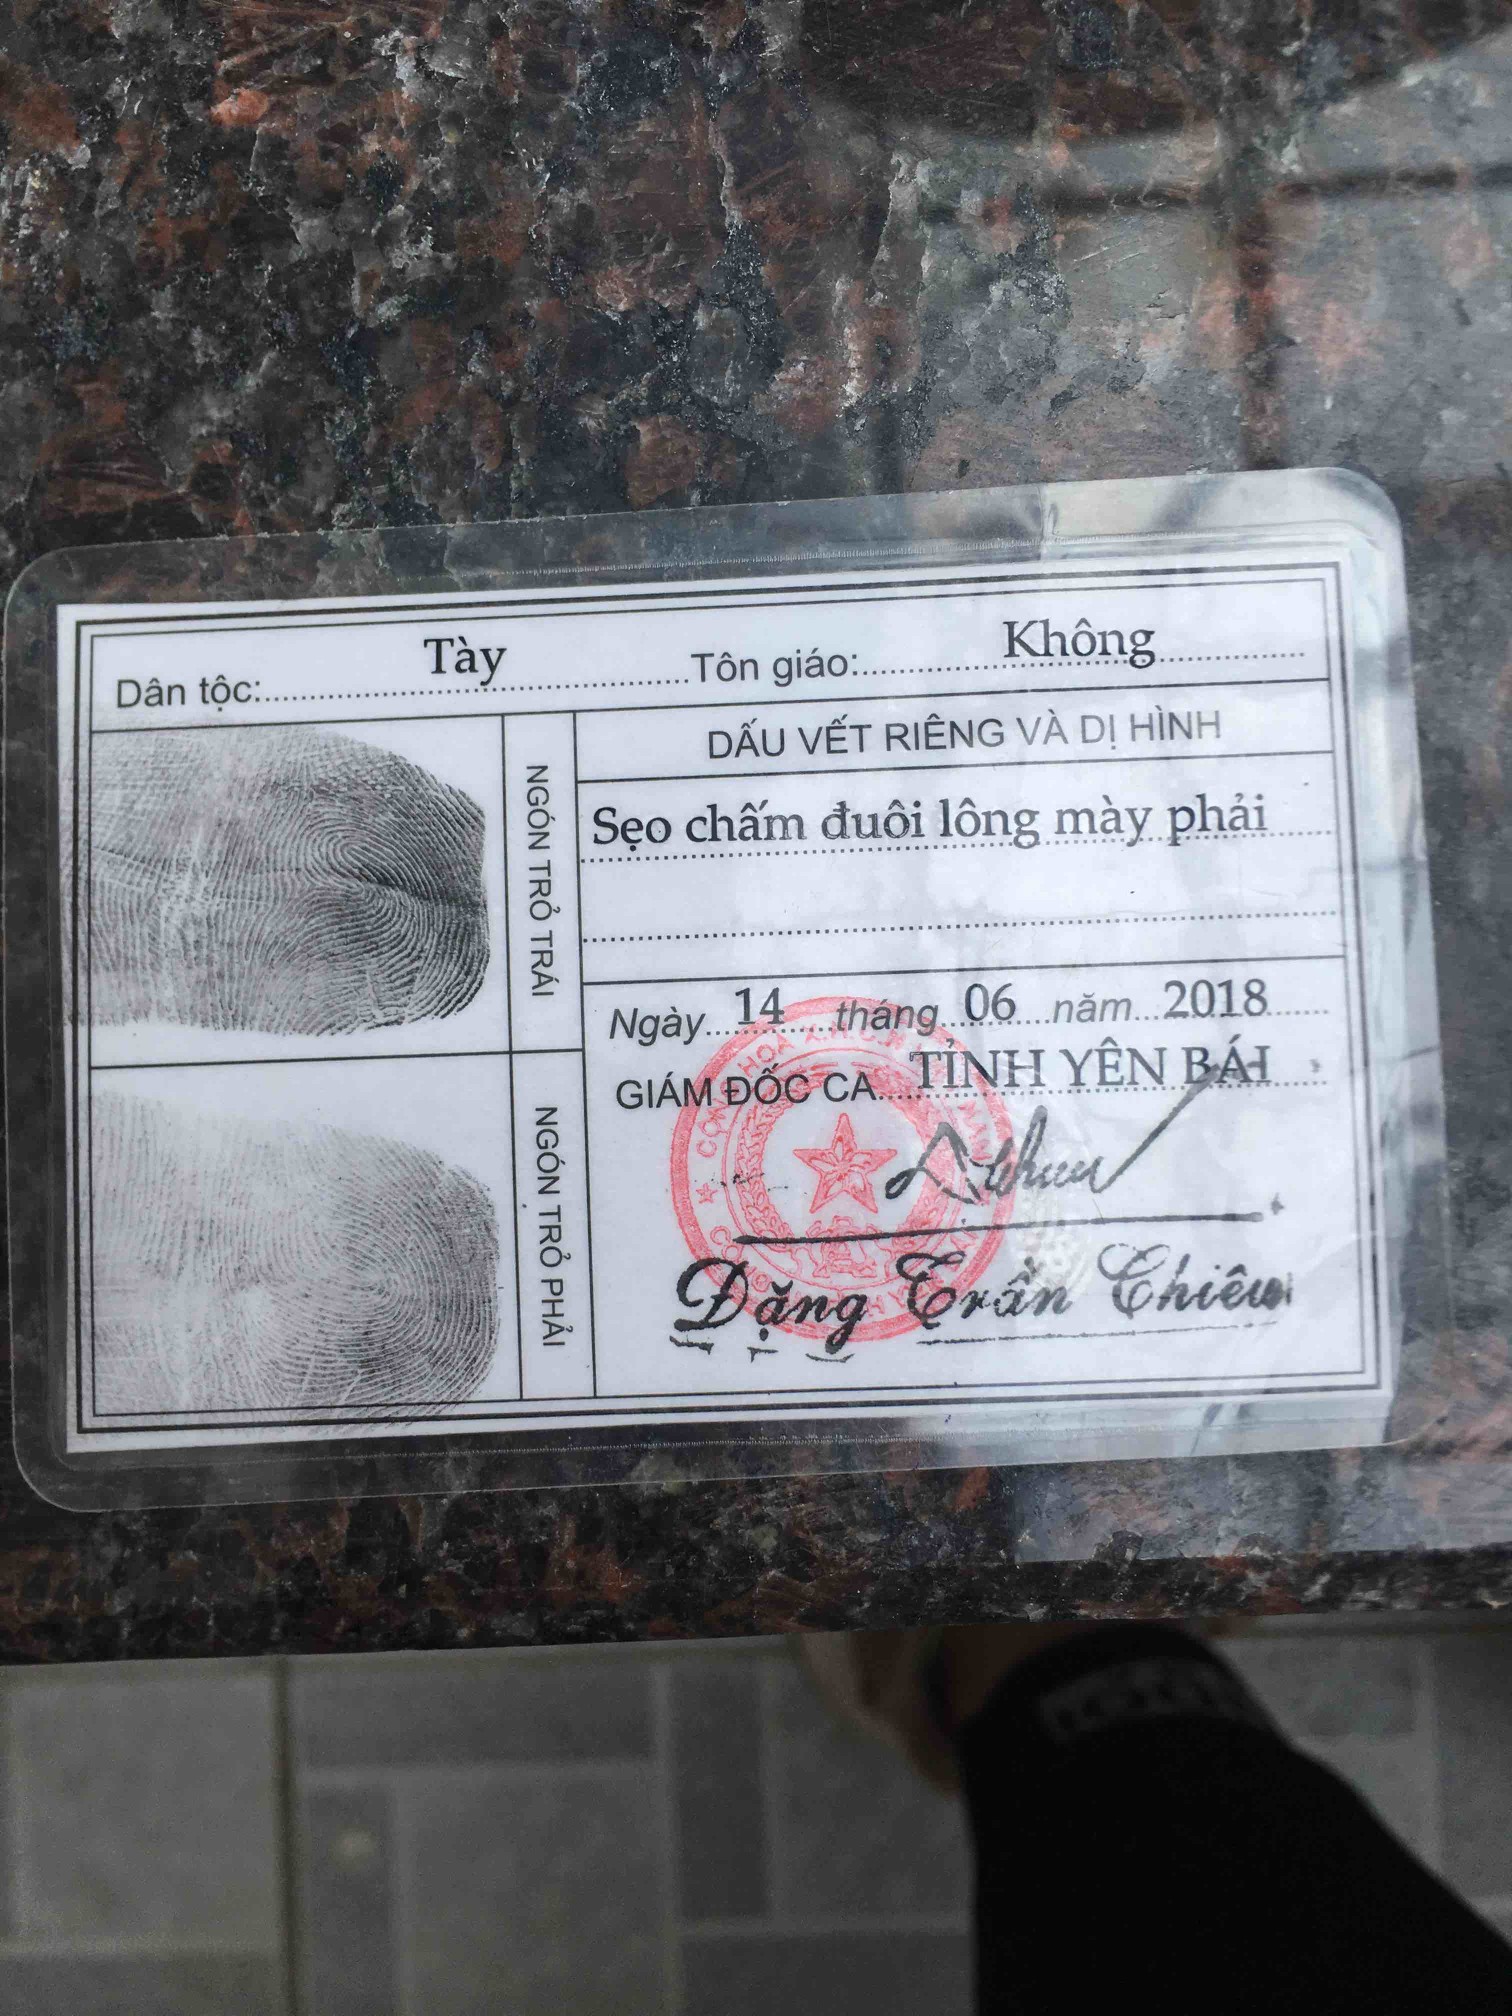 Dân tộc: Tày Tôn giáo: Không
NGÓN TRỎ TRÁI
NGÓN TRỎ PHẢI
DẤU VẾT RIÊNG VÀ DỊ HÌNH
Sẹo chấm đuôi lông mày phải
Ngày 14 tháng 06 năm 2018
GIÁM ĐỐC CA TỈNH YÊN BÁI
Đặng Trần Chiêu